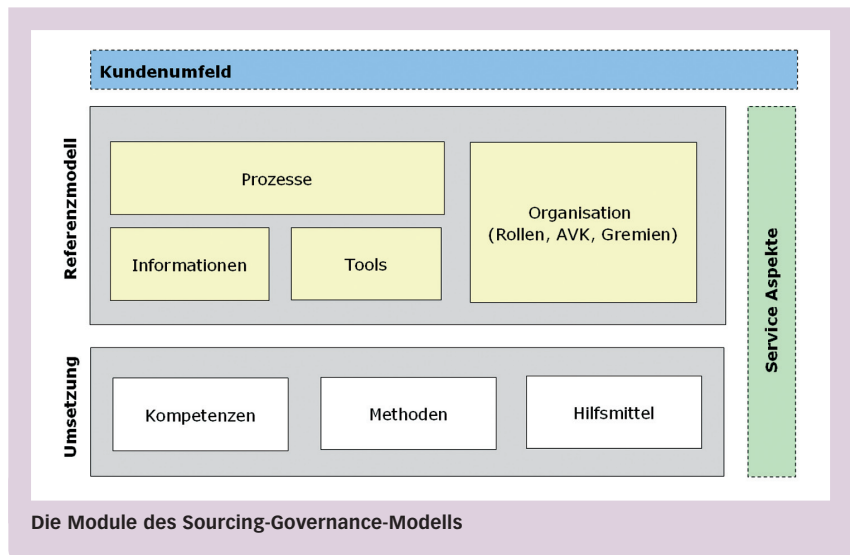 Kundenumfeld
Referenzmodell
Prozesse
Organisation
(Rollen, AVK, Gremien)
Informationen
Tools
Service Aspekte
Umsetzung
Kompetenzen
Methoden
Hilfsmittel
Die Module des Sourcing-Governance-Modells